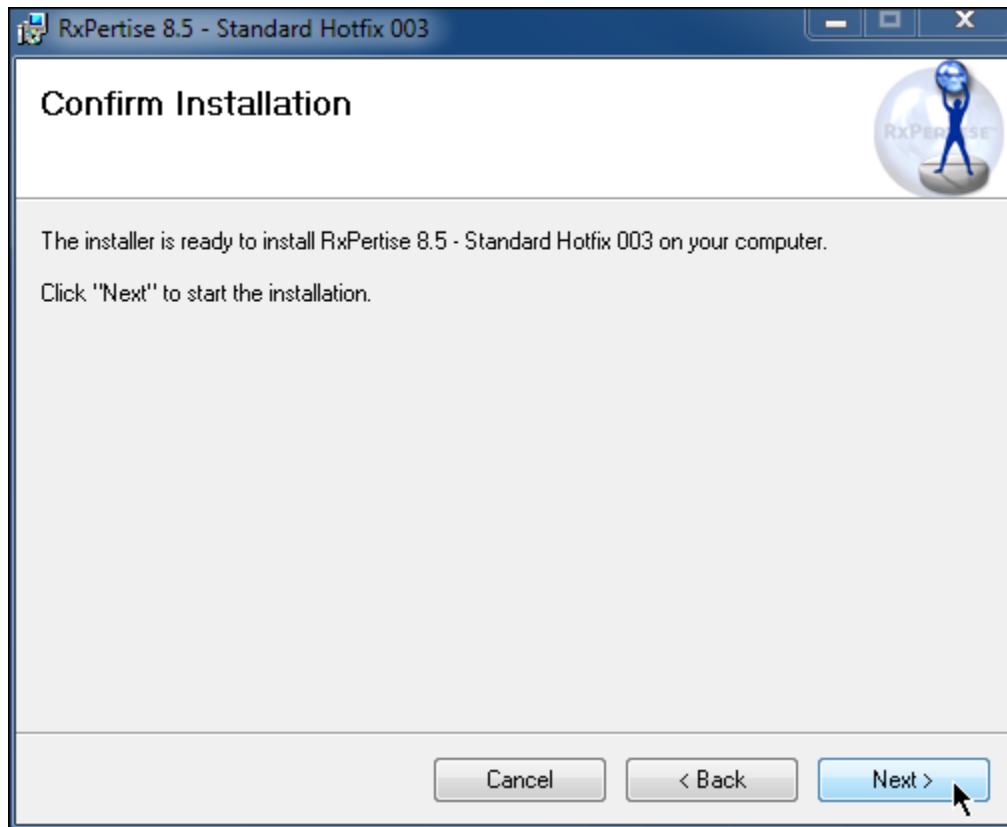 RxPertise 8.5 - Standard Hotfix 003
X
Confirm Installation
RXPERTISE
The installer is ready to install RxPertise 8.5 - Standard Hotfix 003 on your computer.
Click "Next" to start the installation.
Cancel
< Back
Next >